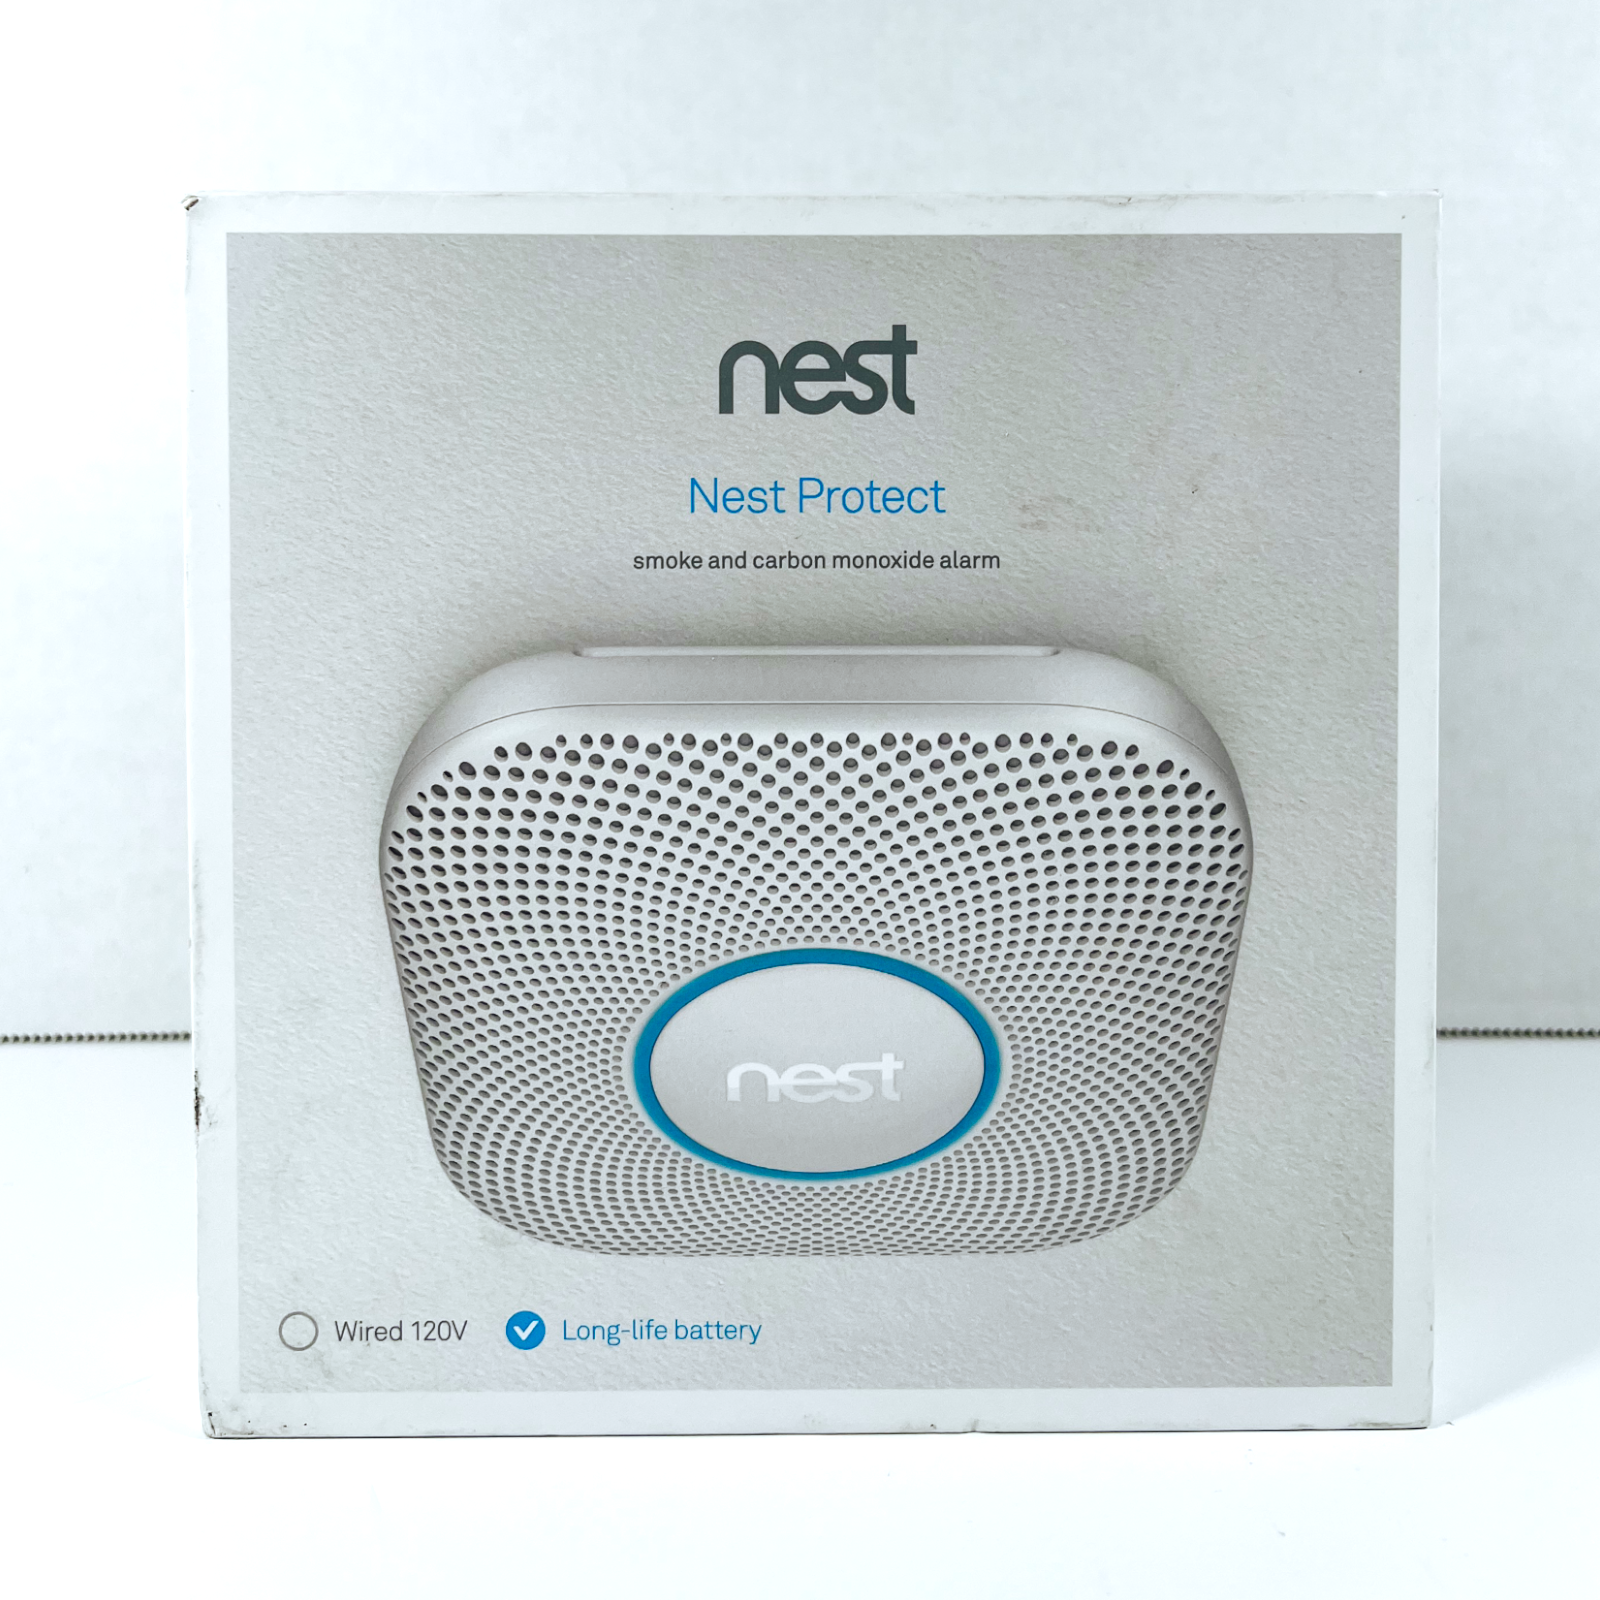 nest
Nest Protect
smoke and carbon monoxide alarm
nest
Wired 120V Long-life battery